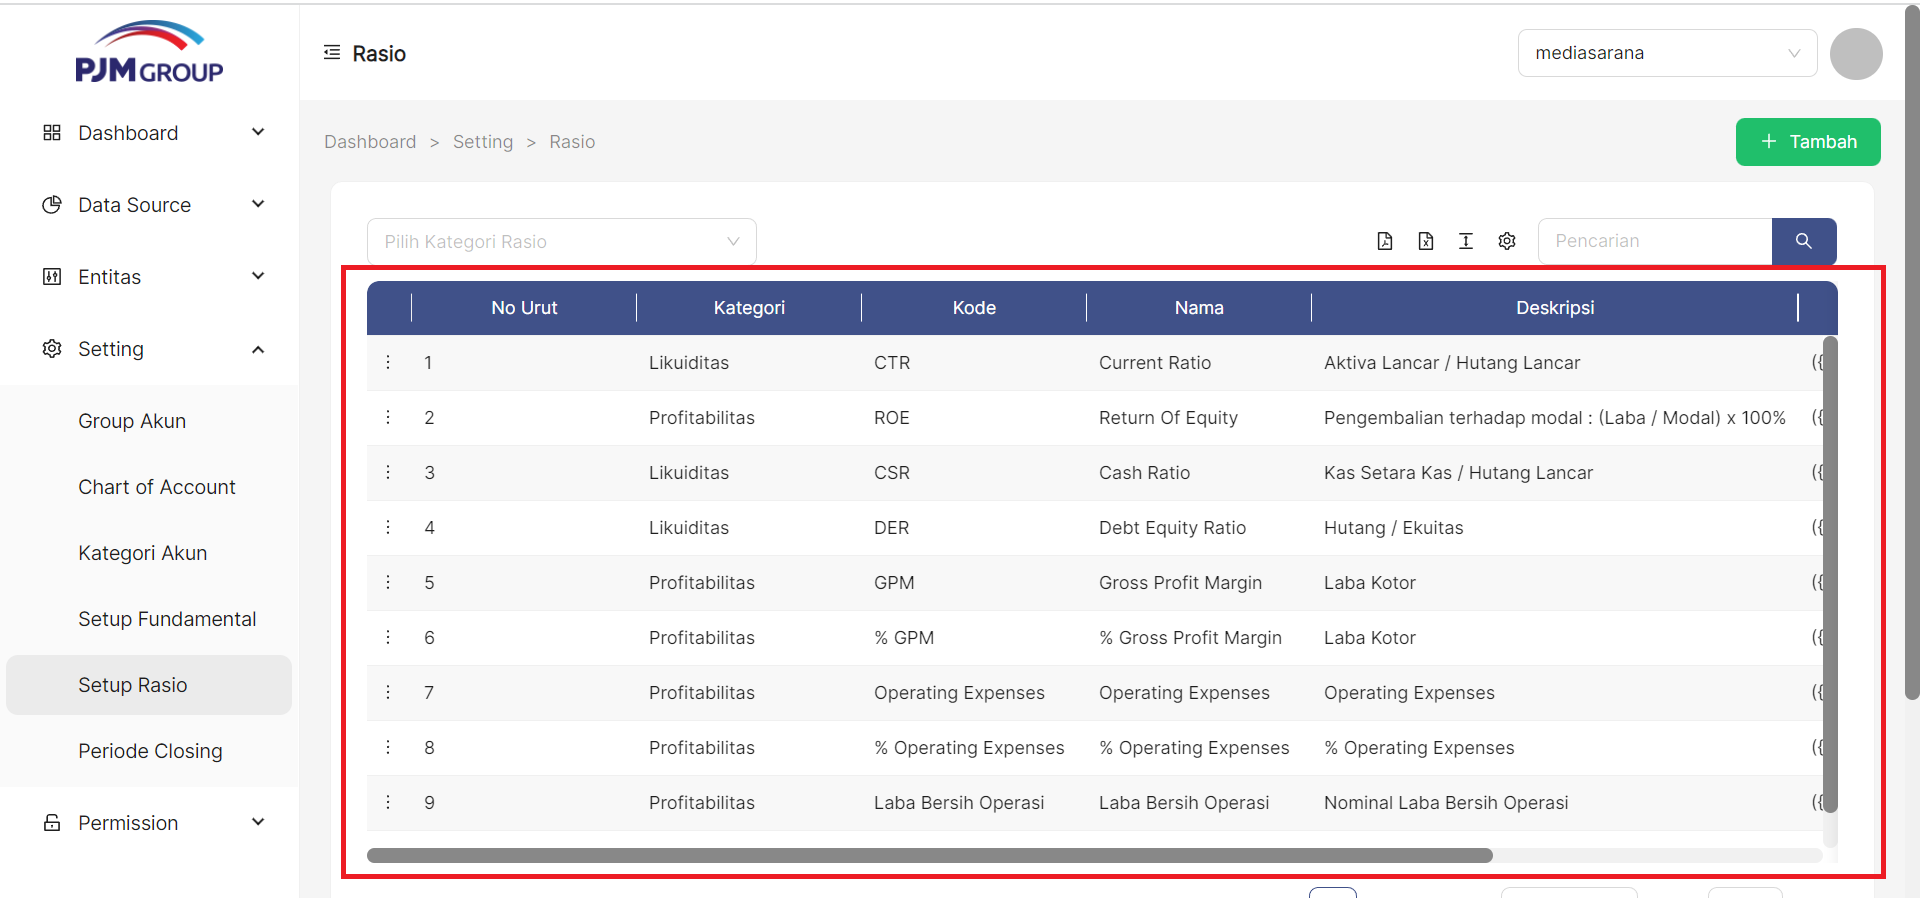 PJM GROUP
Rasio
mediasarana
Dashboard
Data Source
Entitas
Setting
Group Akun
Chart of Account
Kategori Akun
Setup Fundamental
Setup Rasio
Periode Closing
Permission
Dashboard > Setting > Rasio
+ Tambah
Pilih Kategori Rasio
Pencarian
No Urut Kategori Kode Nama Deskripsi
1 Likuiditas CTR Current Ratio Aktiva Lancar / Hutang Lancar ({
2 Profitabilitas ROE Return Of Equity Pengembalian terhadap modal : (Laba / Modal) x 100% ({
3 Likuiditas CSR Cash Ratio Kas Setara Kas / Hutang Lancar ({
4 Likuiditas DER Debt Equity Ratio Hutang / Ekuitas ({
5 Profitabilitas GPM Gross Profit Margin Laba Kotor ({
6 Profitabilitas % GPM % Gross Profit Margin Laba Kotor ({
7 Profitabilitas Operating Expenses Operating Expenses Operating Expenses ({
8 Profitabilitas % Operating Expenses % Operating Expenses % Operating Expenses ({
9 Profitabilitas Laba Bersih Operasi Laba Bersih Operasi Nominal Laba Bersih Operasi ({